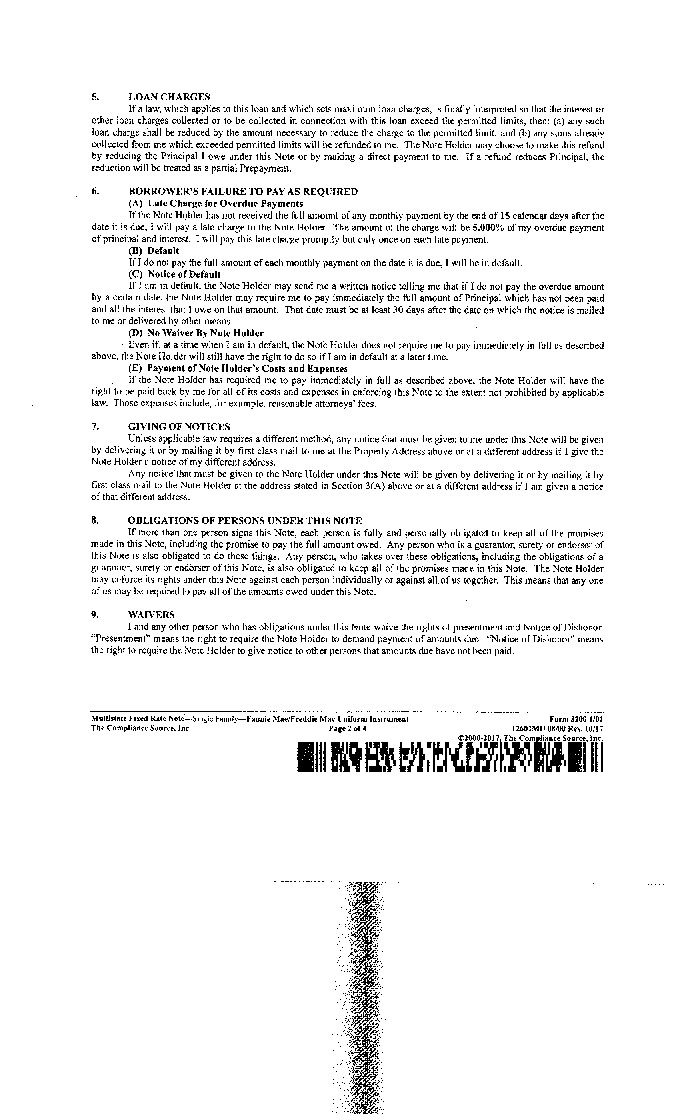 5. LOAN CHARGES
If a law, which applies to this loan and which sets maximum loan charges, is finally interpreted so that the interest or
other loan charges collected or to be collected in connection with this loan exceed the permitted limits, then: (a) any such
loan charge shall be reduced by the amount necessary to reduce the charge to the permitted limit; and (b) any sums already
collected from me which exceeded permitted limits will be refunded to me. The Note Holder may choose to make this refund
by reducing the Principal I owe under this Note or by making a direct payment to me. If a refund reduces Principal, the
reduction will be treated as a partial Prepayment.
6. BORROWER'S FAILURE TO PAY AS REQUIRED
(A) Late Charge for Overdue Payments
If the Note Holder has not received the full amount of any monthly payment by the end of 15 calendar days after the
date it is due, I will pay a late charge to the Note Holder. The amount of the charge will be 5.000% of my overdue payment
of principal and interest. I will pay this late charge promptly but only once on each late payment.
(B) Default
If I do not pay the full amount of each monthly payment on the date it is due, I will be in default.
(C) Notice of Default
If I am in default, the Note Holder may send me a written notice telling me that if I do not pay the overdue amount
by a certain date, the Note Holder may require me to pay immediately the full amount of Principal which has not been paid
and all the interest that I owe on that amount. That date must be at least 30 days after the date on which the notice is mailed
to me or delivered by other means.
(D) No Waiver By Note Holder
Even if, at a time when I am in default, the Note Holder does not require me to pay immediately in full as described
above, the Note Holder will still have the right to do so if I am in default at a later time.
(E) Payment of Note Holder's Costs and Expenses
If the Note Holder has required me to pay immediately in full as described above, the Note Holder will have the
right to be paid back by me for all of its costs and expenses in enforcing this Note to the extent not prohibited by applicable
law. Those expenses include, for example, reasonable attorneys' fees.
7. GIVING OF NOTICES
Unless applicable law requires a different method, any notice that must be given to me under this Note will be given
by delivering it or by mailing it by first class mail to me at the Property Address above or at a different address if I give the
Note Holder a notice of my different address.
Any notice that must be given to the Note Holder under this Note will be given by delivering it or by mailing it by
first class mail to the Note Holder at the address stated in Section 3(A) above or at a different address if I am given a notice
of that different address.
8. OBLIGATIONS OF PERSONS UNDER THIS NOTE
If more than one person signs this Note, each person is fully and personally obligated to keep all of the promises
made in this Note, including the promise to pay the full amount owed. Any person who is a guarantor, surety or endorser of
this Note is also obligated to do these things. Any person, who takes over these obligations, including the obligations of a
guarantor, surety or endorser of this Note, is also obligated to keep all of the promises made in this Note. The Note Holder
may enforce its rights under this Note against each person individually or against all of us together. This means that any one
of us may be required to pay all of the amounts owed under this Note.
9. WAIVERS
I and any other person who has obligations under this Note waive the rights of presentment and Notice of Dishonor.
"Presentment" means the right to require the Note Holder to demand payment of amounts due. "Notice of Dishonor" means
the right to require the Note Holder to give notice to other persons that amounts due have not been paid.
Multistate Fixed Rate Note—Single Family—Fannie Mae/Freddie Mac Uniform Instrument Form 3200 1/01
The Compliance Source, Inc. Page 2 of 4 Rev. 10/17
©2000-2017, The Compliance Source, Inc.